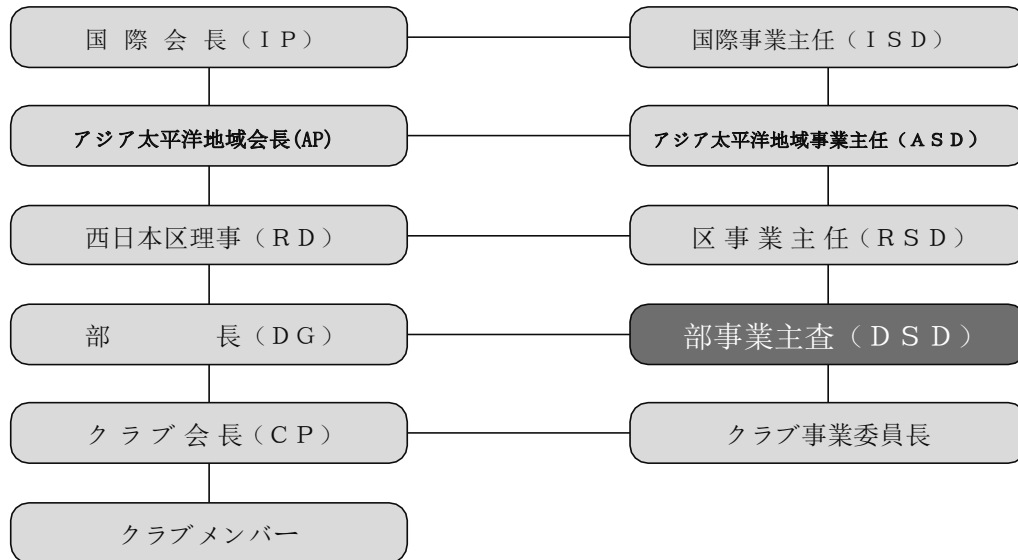 国 際 会 長（ＩＰ）
国際事業主任（ＩＳＤ）
アジア太平洋地域会長(AP)
アジア太平洋地域事業主任（ＡＳＤ）
西日本区理事（ＲＤ）
区 事 業 主 任（ＲＳＤ）
部　　　　長（ＤＧ）
部事業主査（ＤＳＤ）
ク ラ ブ 会 長（ＣＰ）
クラブ事業委員長
クラブメンバー